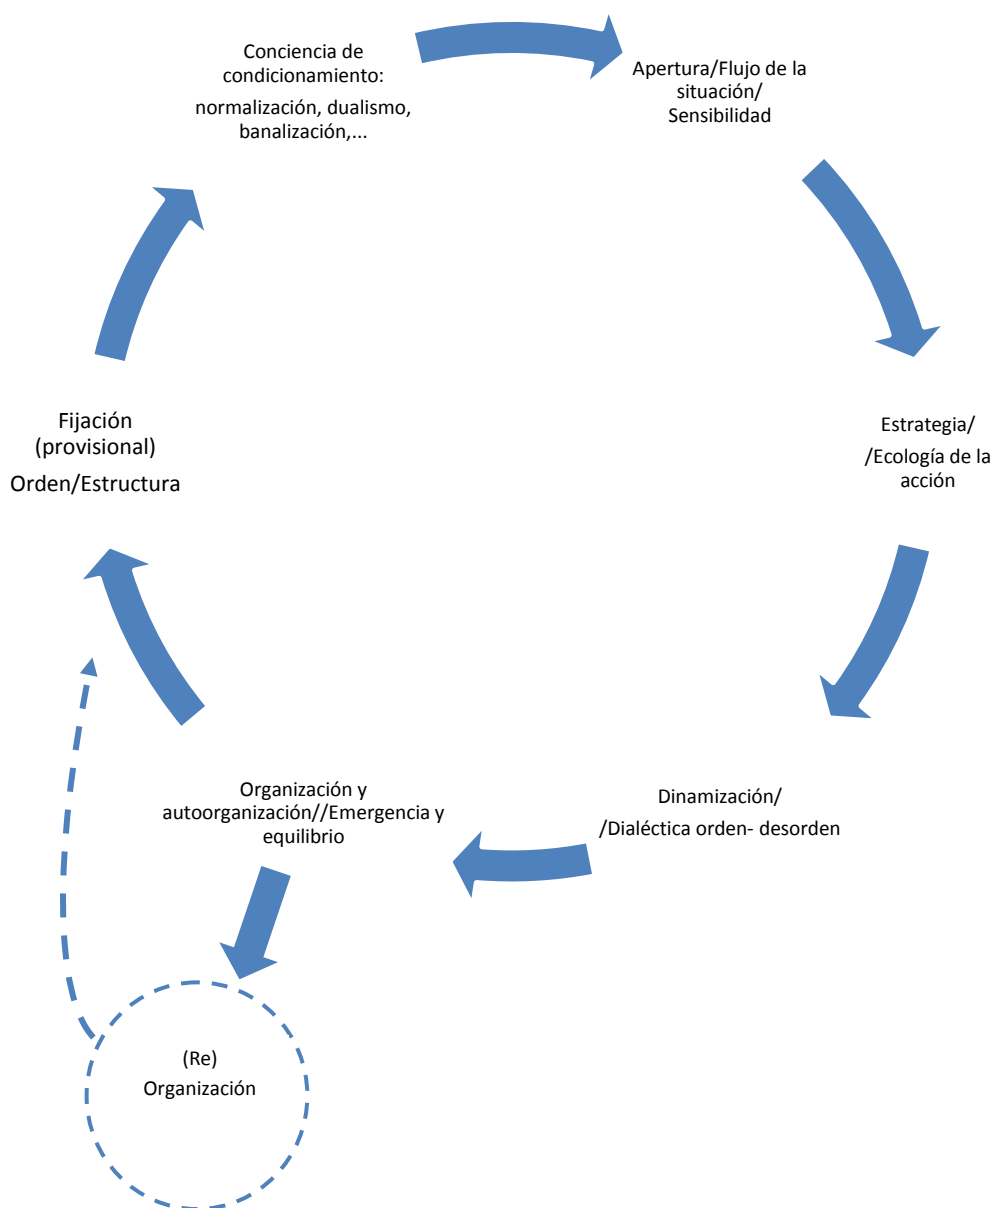 Conciencia de
condicionamiento:
normalización, dualismo,
banalización,...
Apertura/Flujo de la
situación/
Sensibilidad
Estrategia/
/Ecología de la
acción
Dinamización/
/Dialéctica orden- desorden
Organización y
autoorganización//Emergencia y
equilibrio
(Re)
Organización
Fijación
(provisional)
Orden/Estructura